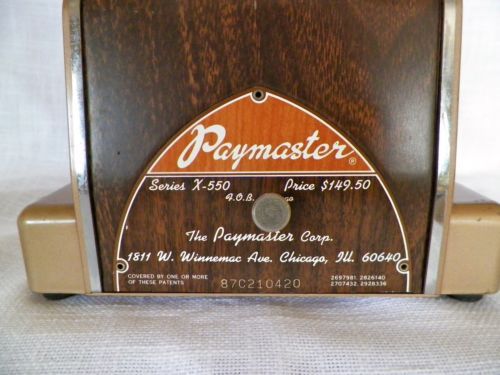 Paymaster®
Series X-550 Price $149.50
F.O.B.
The Paymaster Corp.
1811 W. Winnemac Ave. Chicago, Ill. 60640
COVERED BY ONE OR MORE 2697981, 2826140
OF THESE PATENTS 87C210420 2707432, 2928336